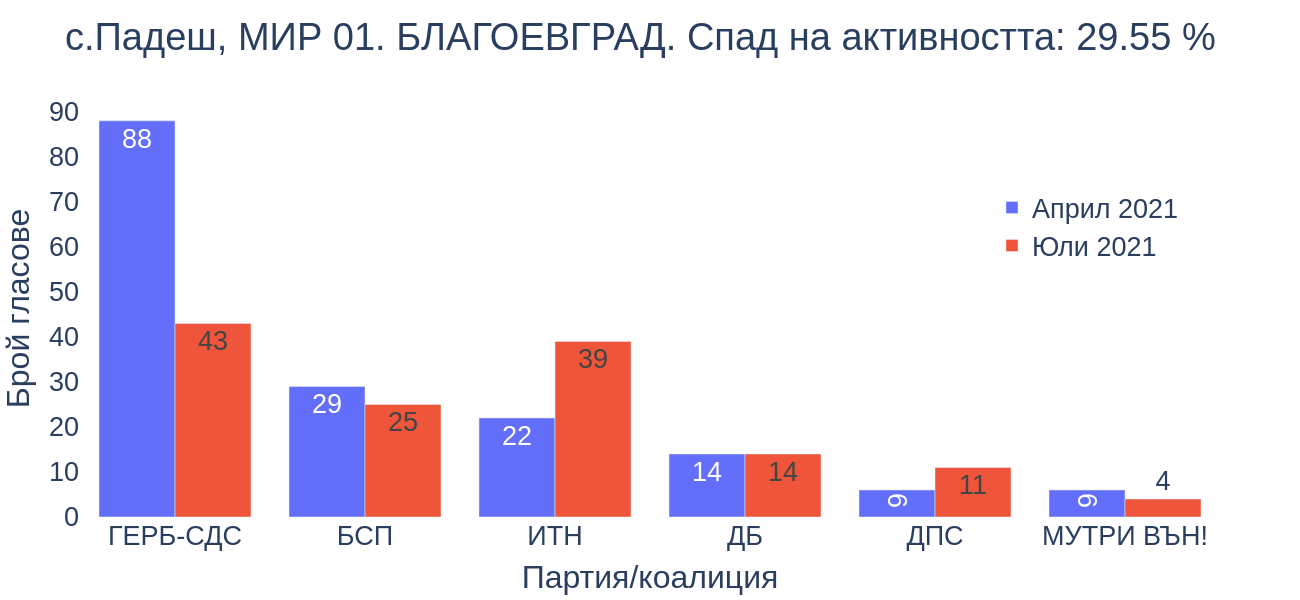 с.Падеш, МИР 01. БЛАГОЕВГРАД. Спад на активността: 29.55 %
Брой гласове
90
80
70
60
50
40
30
20
10
0
88
43
29
25
22
39
14
14
6
11
6
4
Април 2021
Юли 2021
ГЕРБ-СДС
БСП
ИТН
ДБ
ДПС
МУТРИ ВЪН!
Партия/коалиция